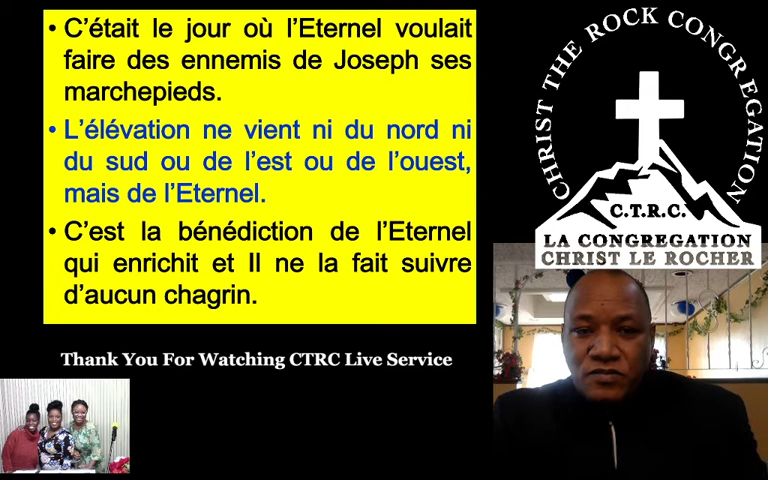 • C’était le jour où l’Eternel voulait
faire des ennemis de Joseph ses
marchepieds.
• L’élévation ne vient ni du nord ni
du sud ou de l’est ou de l’ouest,
mais de l’Eternel.
• C’est la bénédiction de l’Eternel
qui enrichit et Il ne la fait suivre
d’aucun chagrin.
Thank You For Watching CTRC Live Service
CHRIST THE ROCK CONGREGATION
C.T.R.C.
LA CONGREGATION
CHRIST LE ROCHER